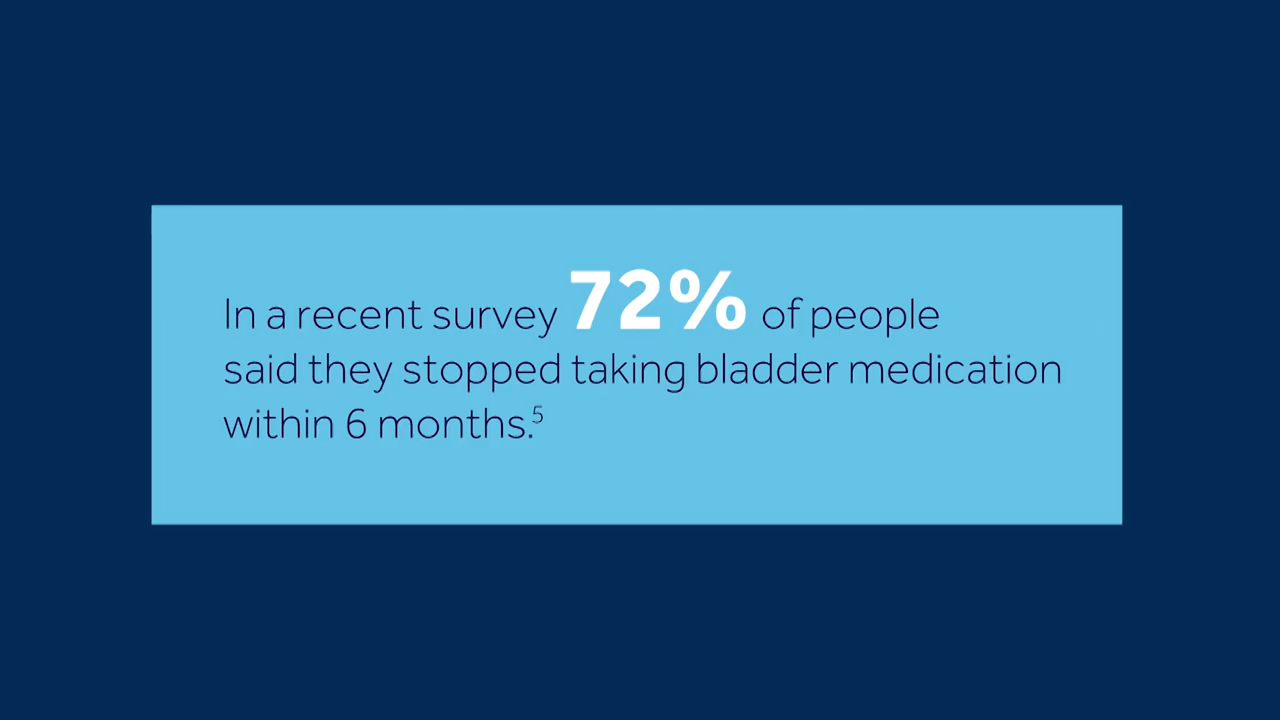 In a recent survey 72% of people
said they stopped taking bladder medication
within 6 months.⁵